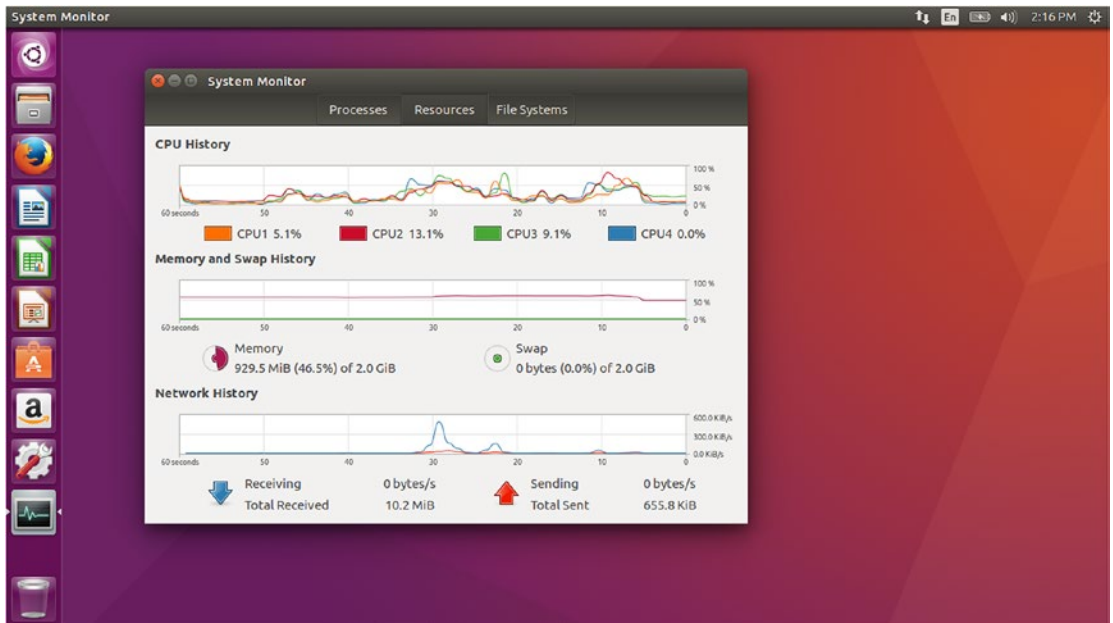 System Monitor
En
2:16 PM
System Monitor
Processes Resources File Systems
CPU History
100 %
50 %
0 %
60 seconds 50 40 30 20 10 0
CPU1 5.1% CPU2 13.1% CPU3 9.1% CPU4 0.0%
Memory and Swap History
100 %
50 %
0 %
60 seconds 50 40 30 20 10 0
Memory Swap
929.5 MiB (46.5%) of 2.0 GiB 0 bytes (0.0%) of 2.0 GiB
Network History
600.0 KiB/s
300.0 KiB/s
0.0 KiB/s
60 seconds 50 40 30 20 10 0
Receiving 0 bytes/s Sending 0 bytes/s
Total Received 10.2 MiB Total Sent 655.8 KiB
A
a